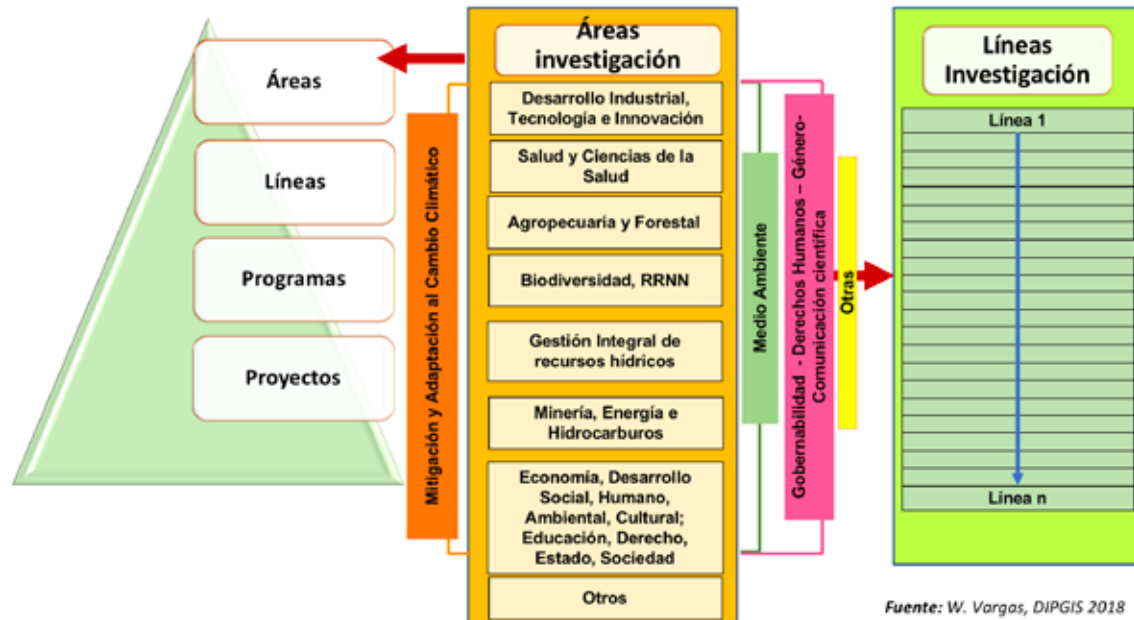 Áreas
Líneas
Programas
Proyectos
Mitigación y Adaptación al Cambio Climático
Áreas
investigación
Desarrollo Industrial,
Tecnología e Innovación
Salud y Ciencias de la
Salud
Agropecuaria y Forestal
Biodiversidad, RRNN
Gestión Integral de
recursos hídricos
Minería, Energía e
Hidrocarburos
Economía, Desarrollo
Social, Humano,
Ambiental, Cultural;
Educación, Derecho,
Estado, Sociedad
Otros
Medio Ambiente
Gobernabilidad - Derechos Humanos – Género-
Comunicación científica
Otras
Líneas
Investigación
Línea 1
Línea n
Fuente: W. Vargas, DIPGIS 2018